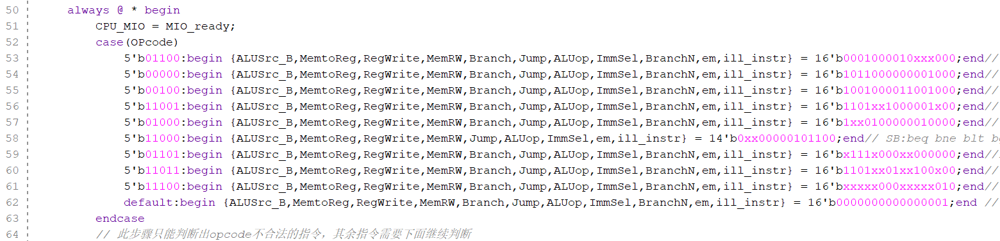 50 always @ * begin
51 CPU_MIO = MIO_ready;
52 case(OPcode)
53 5'b01100:begin {ALUSrc_B,MemtoReg,RegWrite,MemRW,Branch,Jump,ALUop,ImmSel,BranchN,em,ill_instr} = 16'b0001000010xxx000;end//
54 5'b00000:begin {ALUSrc_B,MemtoReg,RegWrite,MemRW,Branch,Jump,ALUop,ImmSel,BranchN,em,ill_instr} = 16'b1011000000001000;end//
55 5'b00100:begin {ALUSrc_B,MemtoReg,RegWrite,MemRW,Branch,Jump,ALUop,ImmSel,BranchN,em,ill_instr} = 16'b1001000011001000;end//
56 5'b11001:begin {ALUSrc_B,MemtoReg,RegWrite,MemRW,Branch,Jump,ALUop,ImmSel,BranchN,em,ill_instr} = 16'b1101xx1000001x00;end//
57 5'b01000:begin {ALUSrc_B,MemtoReg,RegWrite,MemRW,Branch,Jump,ALUop,ImmSel,BranchN,em,ill_instr} = 16'b1xx0100000010000;end//
58 5'b11000:begin {ALUSrc_B,MemtoReg,RegWrite,MemRW,Jump,ALUop,ImmSel,em,ill_instr} = 14'b0xx00000101100;end// SB:beq bne blt
59 5'b01101:begin {ALUSrc_B,MemtoReg,RegWrite,MemRW,Branch,Jump,ALUop,ImmSel,BranchN,em,ill_instr} = 16'bx111x000xx000000;end//
60 5'b11011:begin {ALUSrc_B,MemtoReg,RegWrite,MemRW,Branch,Jump,ALUop,ImmSel,BranchN,em,ill_instr} = 16'b1101xx01xx100x00;end//
61 5'b11100:begin {ALUSrc_B,MemtoReg,RegWrite,MemRW,Branch,Jump,ALUop,ImmSel,BranchN,em,ill_instr} = 16'bxxxxx000xxxxx010;end//
62 default:begin {ALUSrc_B,MemtoReg,RegWrite,MemRW,Branch,Jump,ALUop,ImmSel,BranchN,em,ill_instr} = 16'b0000000000000001;end //
63 endcase
64 // 此步骤只能判断出opcode不合法的指令，其余指令需要下面继续判断